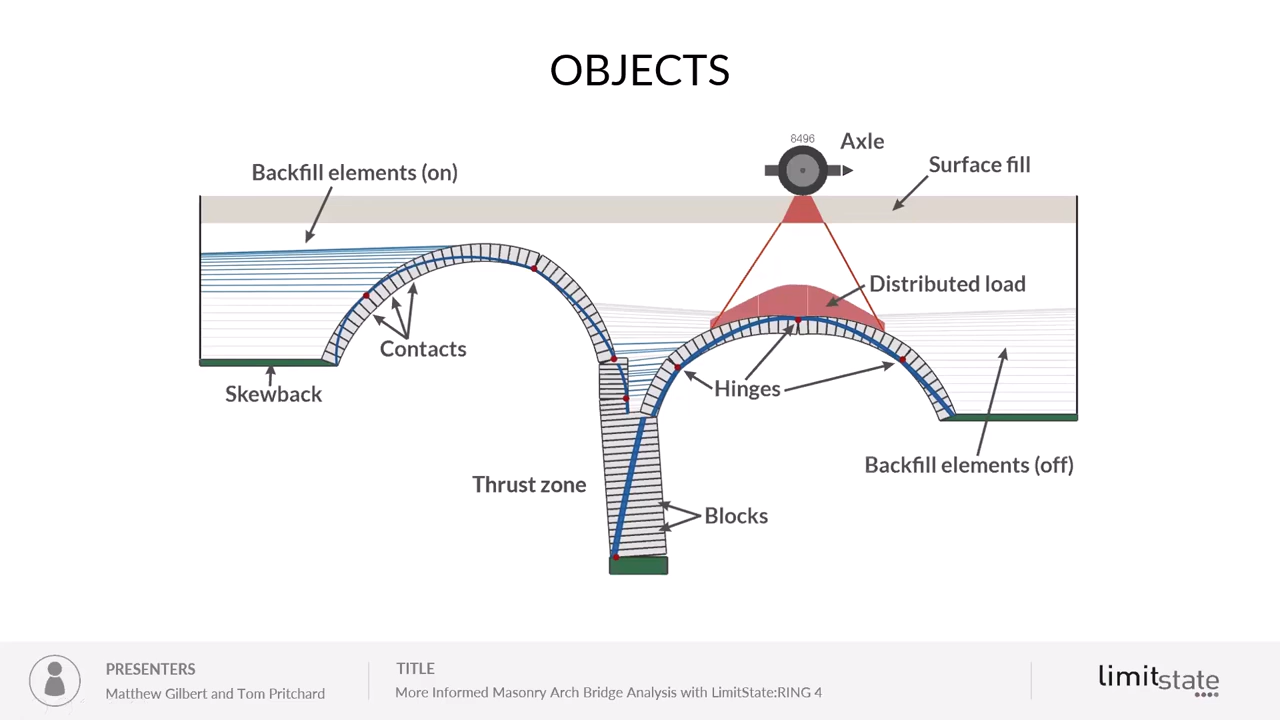 OBJECTS
8496
Axle
Backfill elements (on)
Surface fill
Distributed load
Contacts
Skewback
Hinges
Backfill elements (off)
Thrust zone
Blocks
PRESENTERS
Matthew Gilbert and Tom Pritchard
TITLE
More Informed Masonry Arch Bridge Analysis with LimitState:RING 4
limitstate